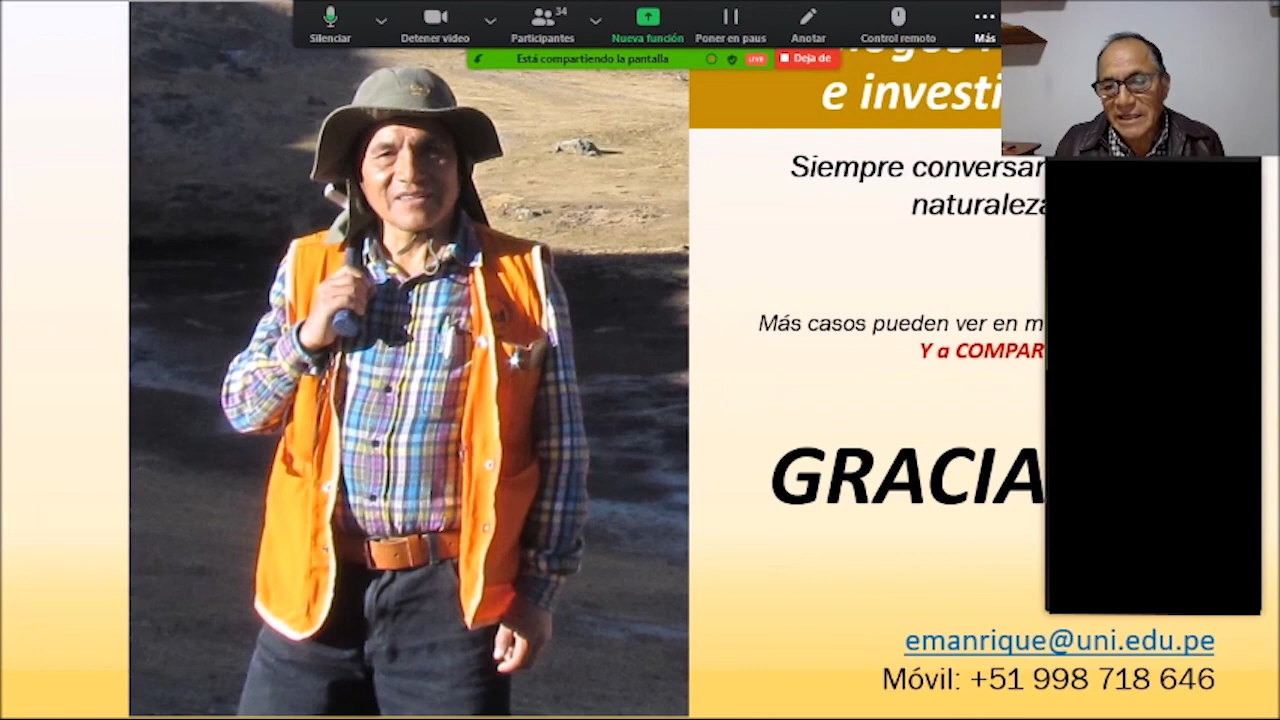 34
Silenciar
Detener video
Participantes
Nueva función
Poner en paus
Anotar
Control remoto
Más
Está compartiendo la pantalla
LIVE
Deja de
e investi
Siempre conversar
naturaleza
Más casos pueden ver en m
Y a COMPAR
GRACIA
emanrique@uni.edu.pe
Móvil: +51 998 718 646